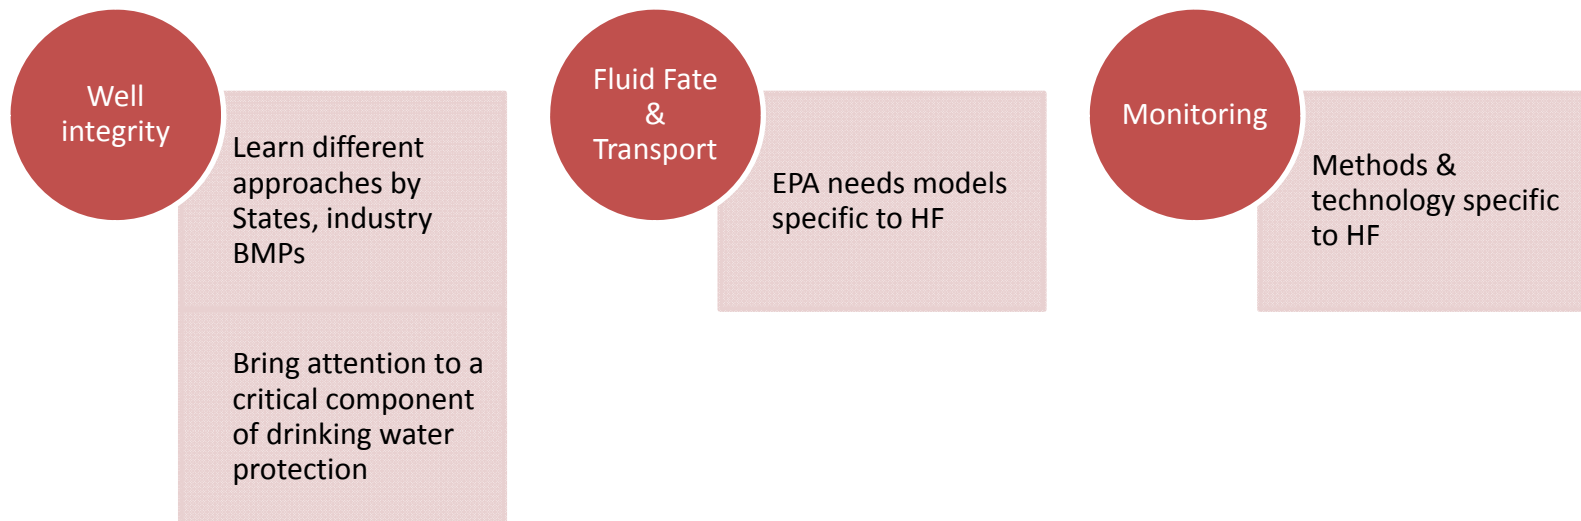 Well
integrity
Learn different
approaches by
States, industry
BMPs
Bring attention to a
critical component
of drinking water
protection
Fluid Fate
&
Transport
EPA needs models
specific to HF
Monitoring
Methods &
technology specific
to HF